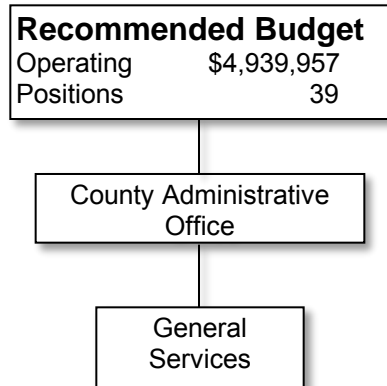 Recommended Budget
Operating $4,939,957
Positions 39
County Administrative
Office
General
Services